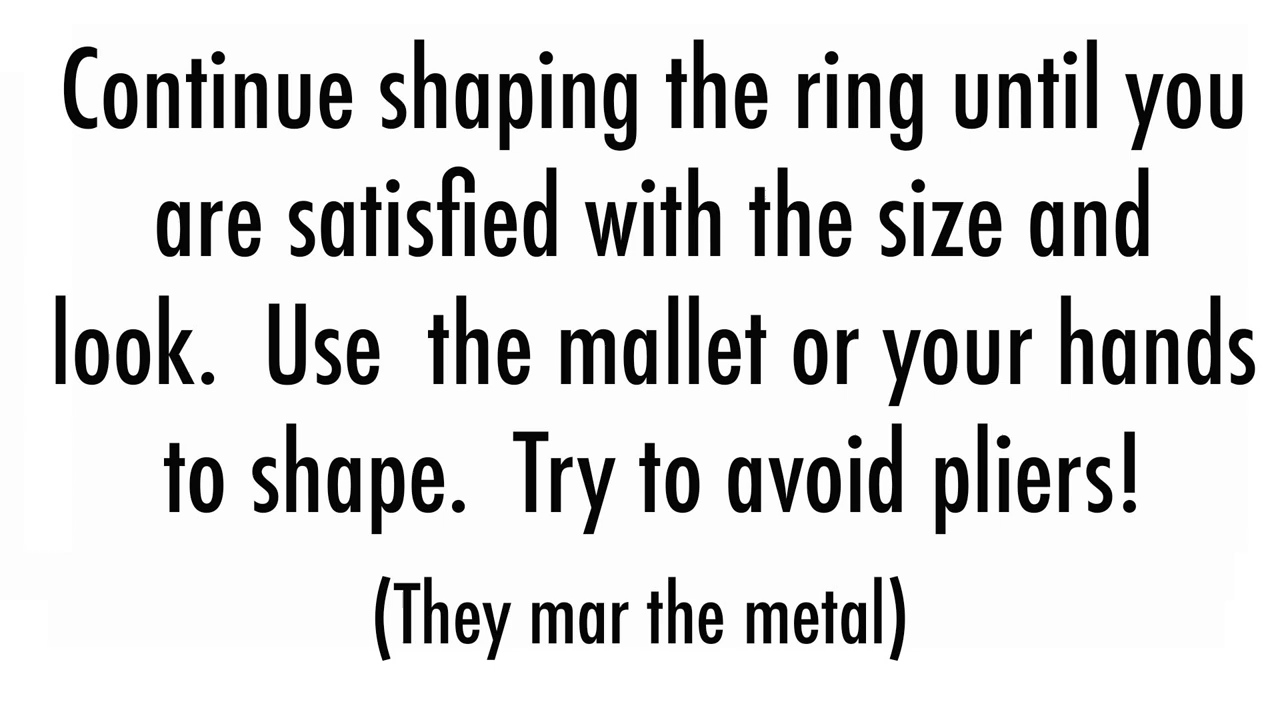 Continue shaping the ring until you
are satisfied with the size and
look.  Use  the mallet or your hands
to shape.  Try to avoid pliers!
(They mar the metal)